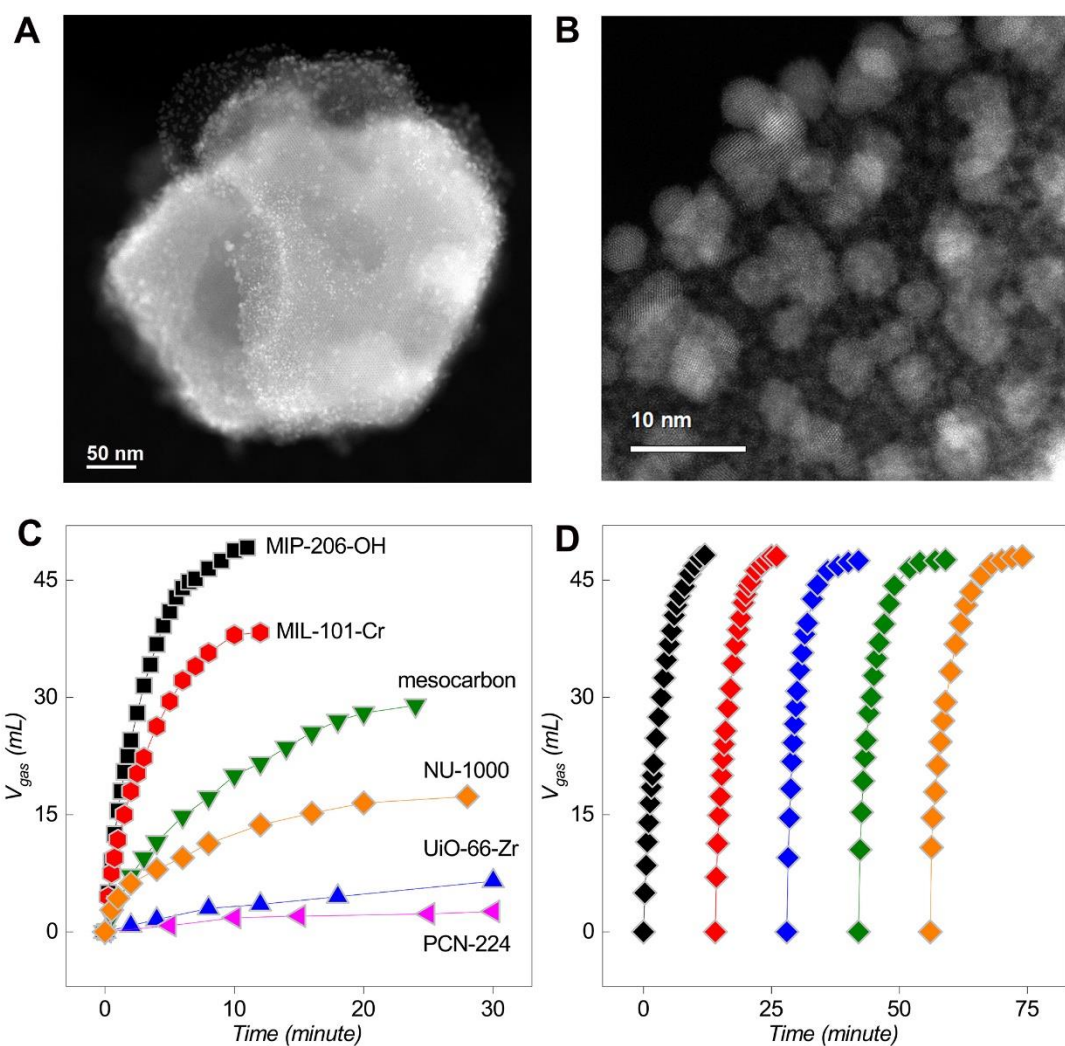 A
50 nm
B
10 nm
C
MIP-206-OH
MIL-101-Cr
mesocarbon
NU-1000
UiO-66-Zr
PCN-224
45
30
15
0
V_gas (mL)
0 10 20 30
Time (minute)
D
45
30
15
0
V_gas (mL)
0 25 50 75
Time (minute)